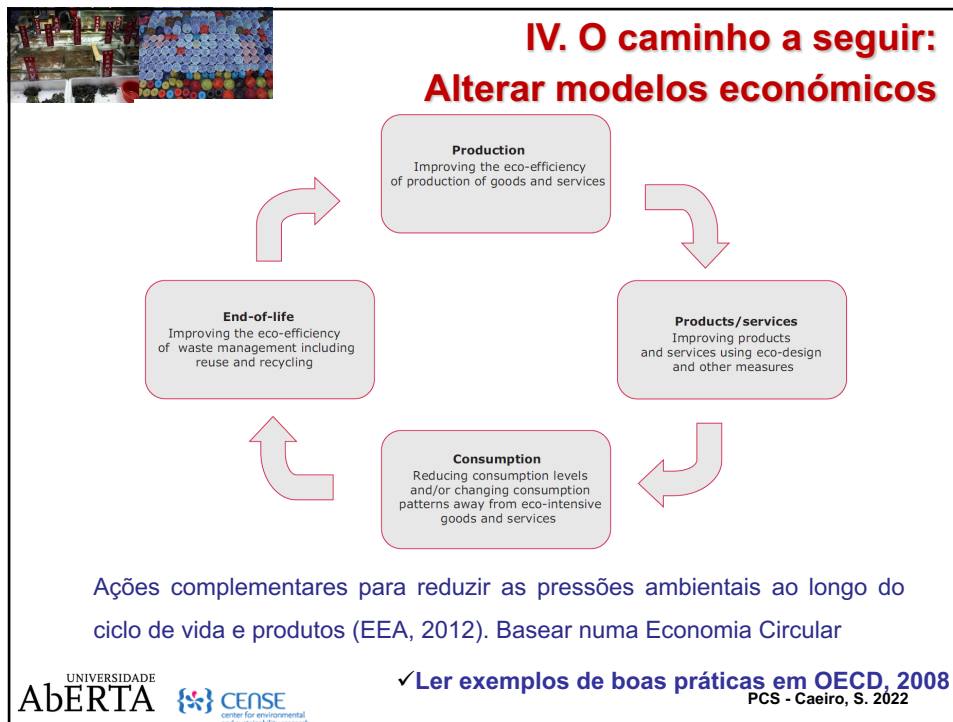 IV. O caminho a seguir:
Alterar modelos económicos
Production
Improving the eco-efficiency
of production of goods and services
End-of-life
Improving the eco-efficiency
of waste management including
reuse and recycling
Products/services
Improving products
and services using eco-design
and other measures
Consumption
Reducing consumption levels
and/or changing consumption
patterns away from eco-intensive
goods and services
Ações complementares para reduzir as pressões ambientais ao longo do
ciclo de vida e produtos (EEA, 2012). Basear numa Economia Circular
✓Ler exemplos de boas práticas em OECD, 2008
PCS - Caeiro, S. 2022
UNIVERSIDADE
AbERTA
CENSE
center for environmental